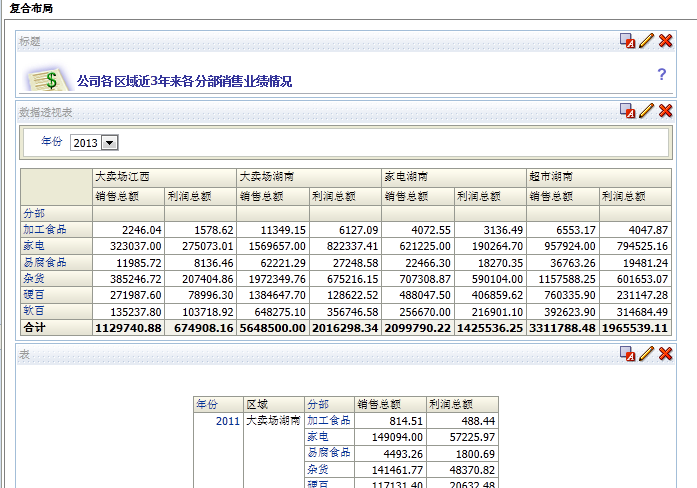 复合布局
标题
公司各区域近3年来各分部销售业绩情况 ?
数据透视表
年份 2013
大卖场江西 大卖场湖南 家电湖南 超市湖南
销售总额 利润总额 销售总额 利润总额 销售总额 利润总额 销售总额 利润总额
分部
加工食品 2246.04 1578.62 11349.15 6127.09 4072.55 3136.49 6553.17 4047.87
家电 323037.00 275073.01 1569657.00 822337.41 621225.00 190264.70 957924.00 794525.16
易腐食品 11985.72 8136.46 62221.29 27248.58 22466.30 18270.35 36763.26 19481.24
杂货 385246.72 207404.86 1972349.76 675216.15 707308.87 590104.00 1157588.25 601653.07
硬百 271987.60 78996.30 1384647.70 128622.52 488047.50 406859.62 760335.90 231147.28
软百 135237.80 103718.92 648275.10 356746.58 256670.00 216901.10 392623.90 314684.49
合计 1129740.88 674908.16 5648500.00 2016298.34 2099790.22 1425536.25 3311788.48 1965539.11
表
年份 区域 分部 销售总额 利润总额
2011 大卖场湖南 加工食品 814.51 488.44
家电 149094.00 57225.97
易腐食品 4493.26 1800.69
杂货 141461.77 48370.82
硬百 117131.40 20632.48